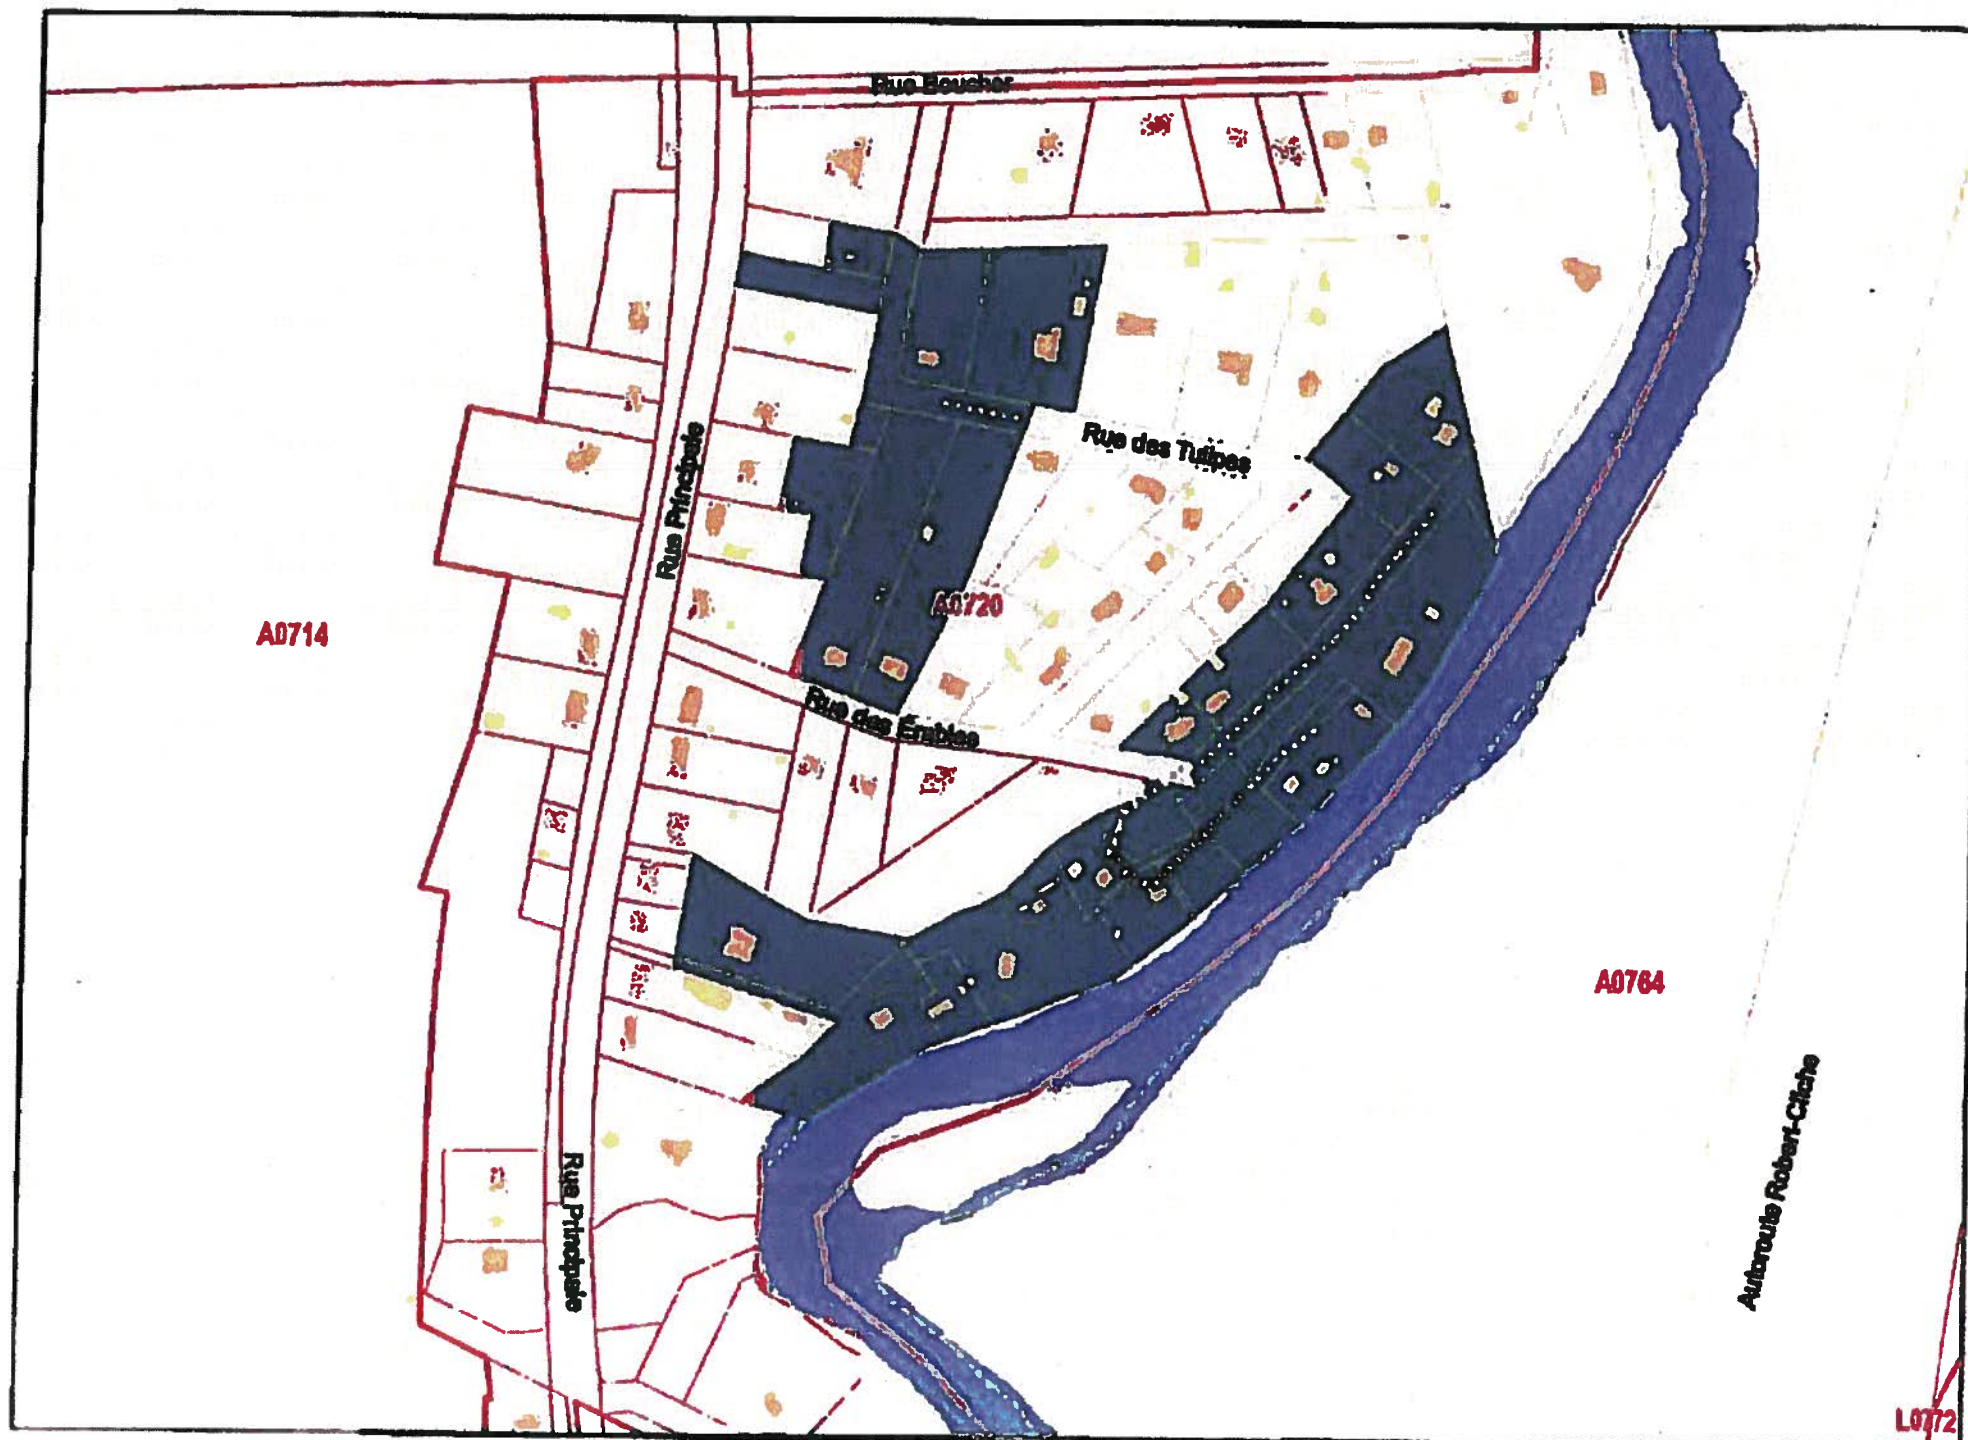 Rue Boucher
Rue Principale
Rue des Tulipes
A0720
A0714
Rue des Érables
A0764
Autoroute Robert-Cliche
Rue Principale
L0772